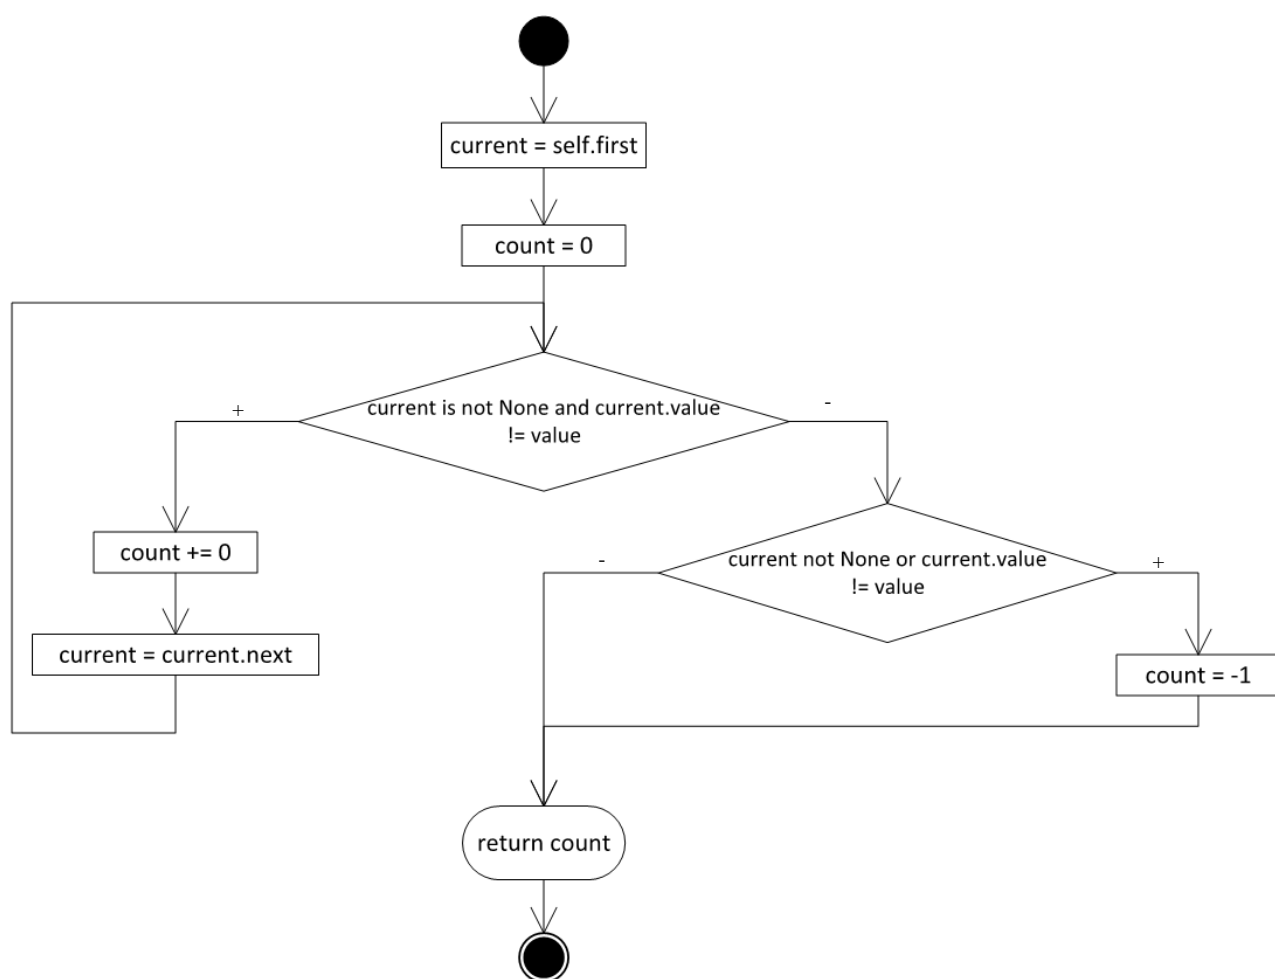 current = self.first
count = 0
+
current is not None and current.value
!= value
-
count += 0
current = current.next
-
current not None or current.value
!= value
+
count = -1
return count